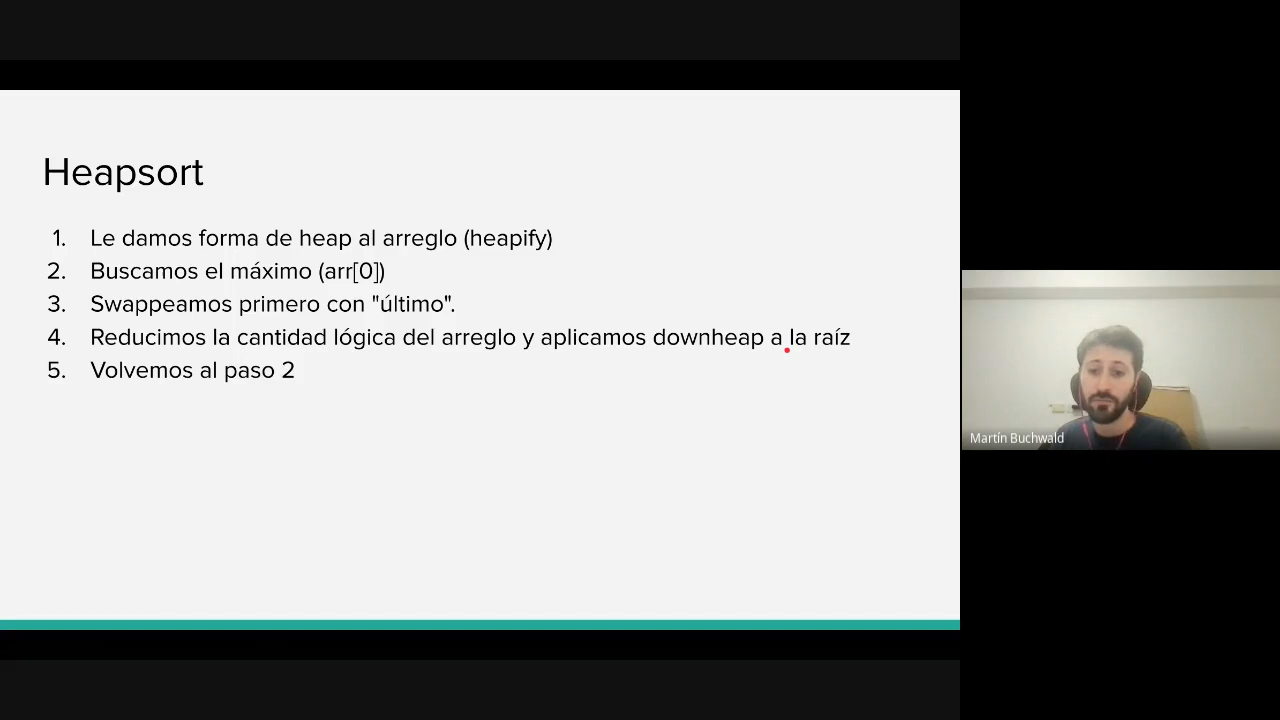 Heapsort
1. Le damos forma de heap al arreglo (heapify)
2. Buscamos el máximo (arr[0])
3. Swappeamos primero con "último".
4. Reducimos la cantidad lógica del arreglo y aplicamos downheap a la raíz
5. Volvemos al paso 2
Martín Buchwald